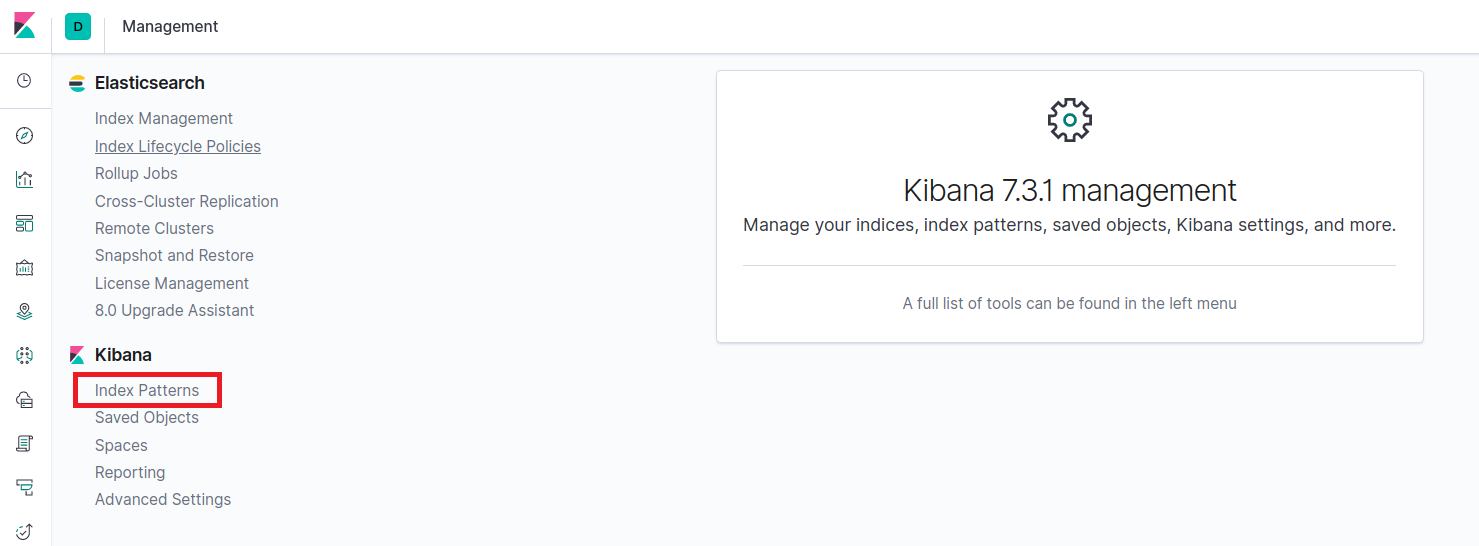 D
Management
Elasticsearch
Index Management
Index Lifecycle Policies
Rollup Jobs
Cross-Cluster Replication
Remote Clusters
Snapshot and Restore
License Management
8.0 Upgrade Assistant
Kibana
Index Patterns
Saved Objects
Spaces
Reporting
Advanced Settings
Kibana 7.3.1 management
Manage your indices, index patterns, saved objects, Kibana settings, and more.
A full list of tools can be found in the left menu